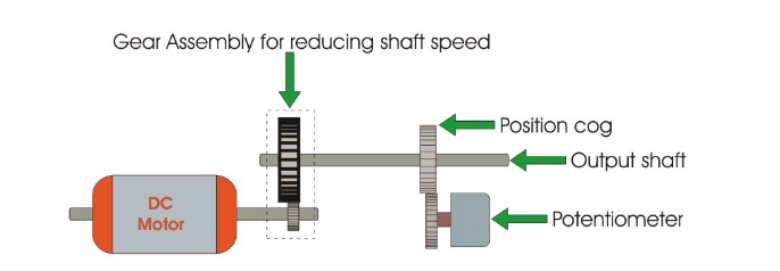 Gear Assembly for reducing shaft speed
Position cog
Output shaft
DC
Motor
Potentiometer